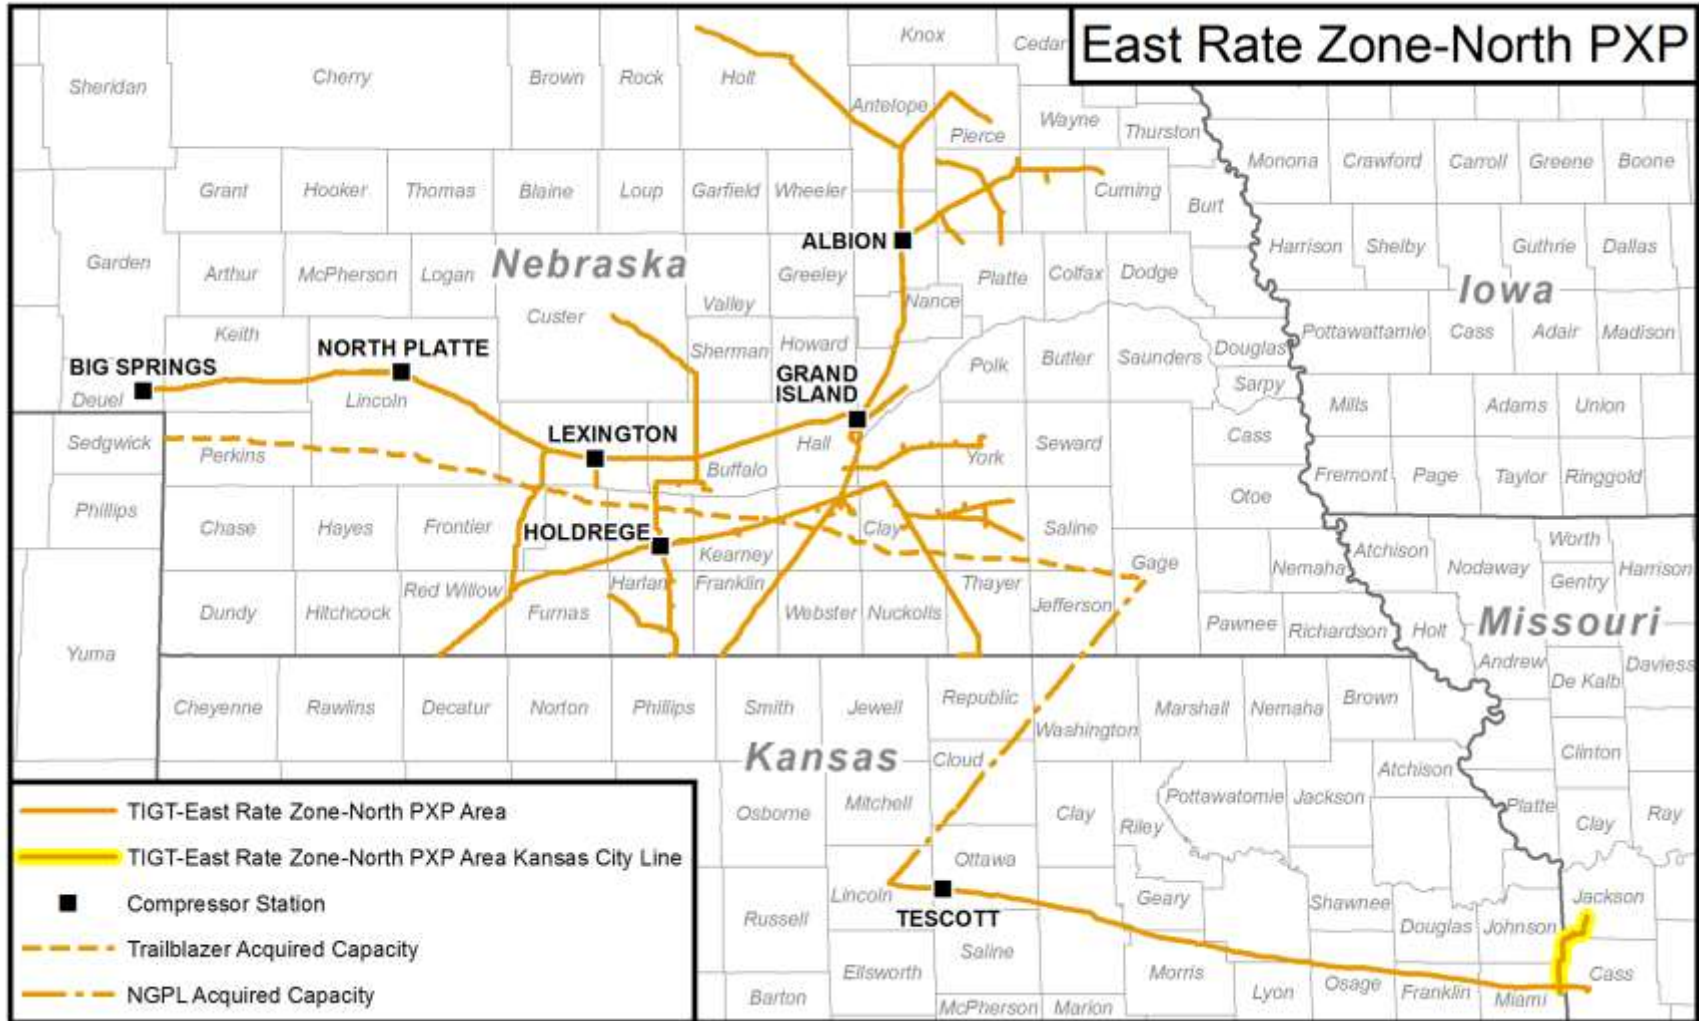 East Rate Zone-North PXP
Knox
Cedar
Sheridan
Cherry
Brown
Rock
Holt
Antelope
Pierce
Wayne
Thurston
Monona
Crawford
Carroll
Greene
Boone
Grant
Hooker
Thomas
Blaine
Loup
Garfield
Wheeler
Cuming
Burt
ALBION
Harrison
Shelby
Guthrie
Dallas
Garden
Arthur
McPherson
Logan
Nebraska
Greeley
Platte
Colfax
Dodge
Iowa
Valley
Nance
Custer
Keith
Sherman
Howard
Pottawattamie
Cass
Adair
Madison
BIG SPRINGS
NORTH PLATTE
GRAND
ISLAND
Polk
Butler
Saunders
Douglas
Sarpy
Deuel
Lincoln
Mills
Adams
Union
Sedgwick
Perkins
LEXINGTON
Buffalo
Hall
York
Seward
Cass
Fremont
Page
Taylor
Ringgold
Phillips
Chase
Hayes
Frontier
HOLDREGE
Kearney
Clay
Saline
Otoe
Atchison
Worth
Nodaway
Gentry
Harrison
Gage
Nemaha
Dundy
Hitchcock
Red Willow
Furnas
Harlan
Franklin
Webster
Nuckolls
Thayer
Jefferson
Pawnee
Richardson
Holt
Missouri
Yuma
Andrew
De Kalb
Daviess
Cheyenne
Rawlins
Decatur
Norton
Phillips
Smith
Jewell
Republic
Washington
Marshall
Nemaha
Brown
Kansas
Cloud
Clinton
Atchison
Osborne
Mitchell
Clay
Riley
Pottawatomie
Jackson
Platte
Clay
Ray
Ottawa
Lincoln
TESCOTT
Geary
Shawnee
Douglas
Johnson
Jackson
Russell
Saline
Ellsworth
Morris
Lyon
Osage
Franklin
Miami
Cass
Barton
McPherson
Marion
TIGT-East Rate Zone-North PXP Area
TIGT-East Rate Zone-North PXP Area Kansas City Line
Compressor Station
Trailblazer Acquired Capacity
NGPL Acquired Capacity